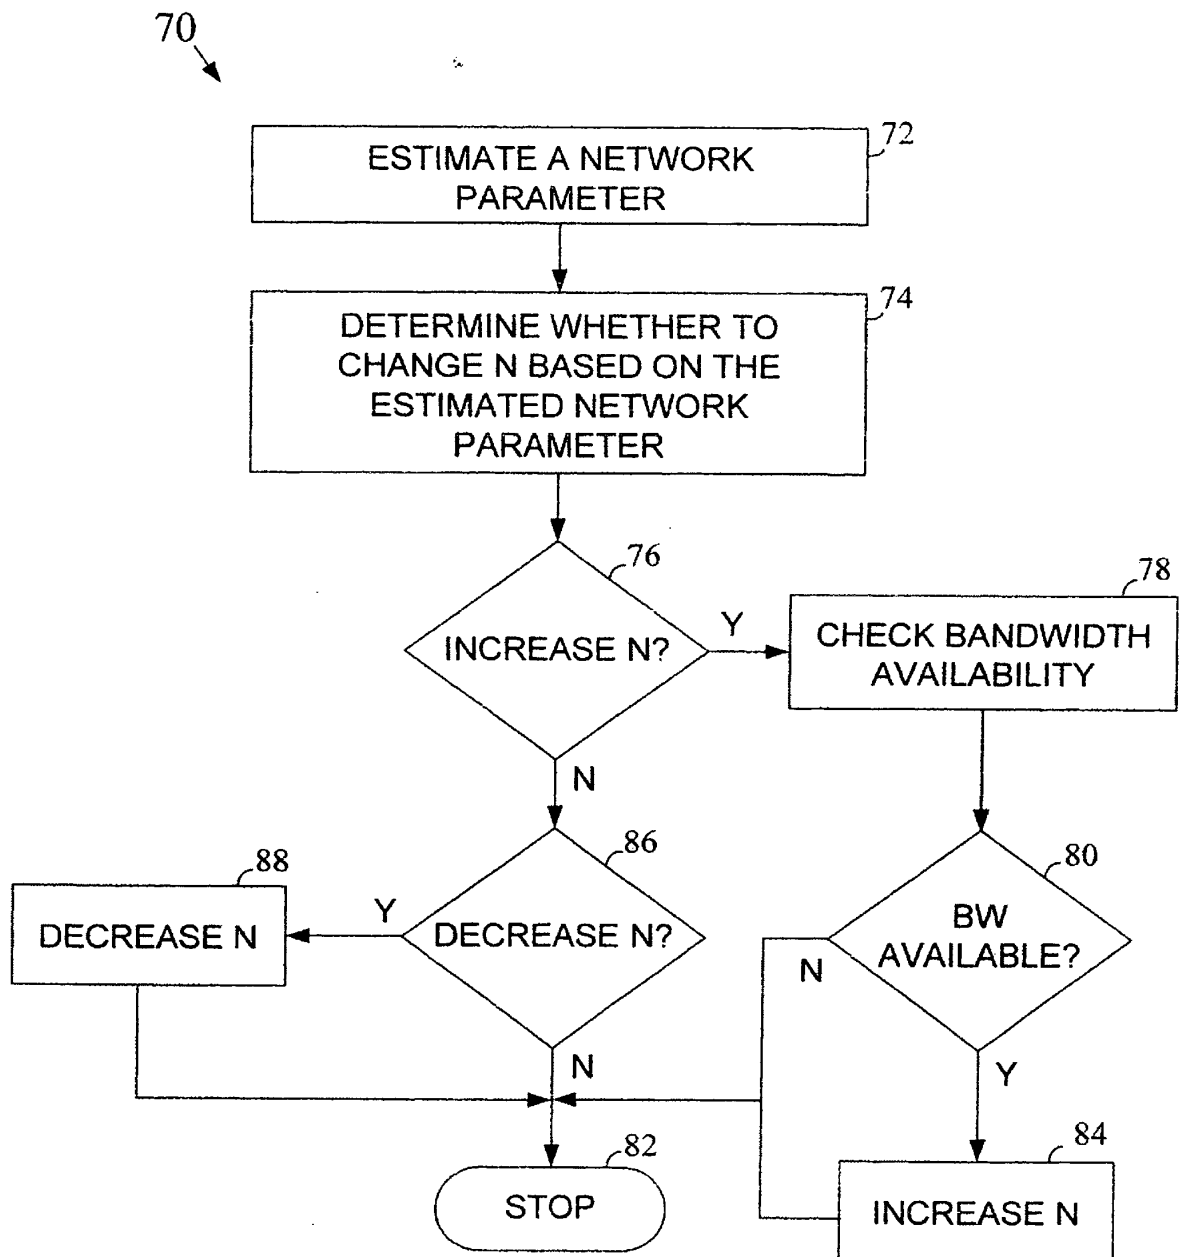 70
72
ESTIMATE A NETWORK
PARAMETER
74
DETERMINE WHETHER TO
CHANGE N BASED ON THE
ESTIMATED NETWORK
PARAMETER
76
INCREASE N?
Y
N
78
CHECK BANDWIDTH
AVAILABILITY
80
BW
AVAILABLE?
N
Y
86
DECREASE N?
Y
N
88
DECREASE N
84
INCREASE N
82
STOP